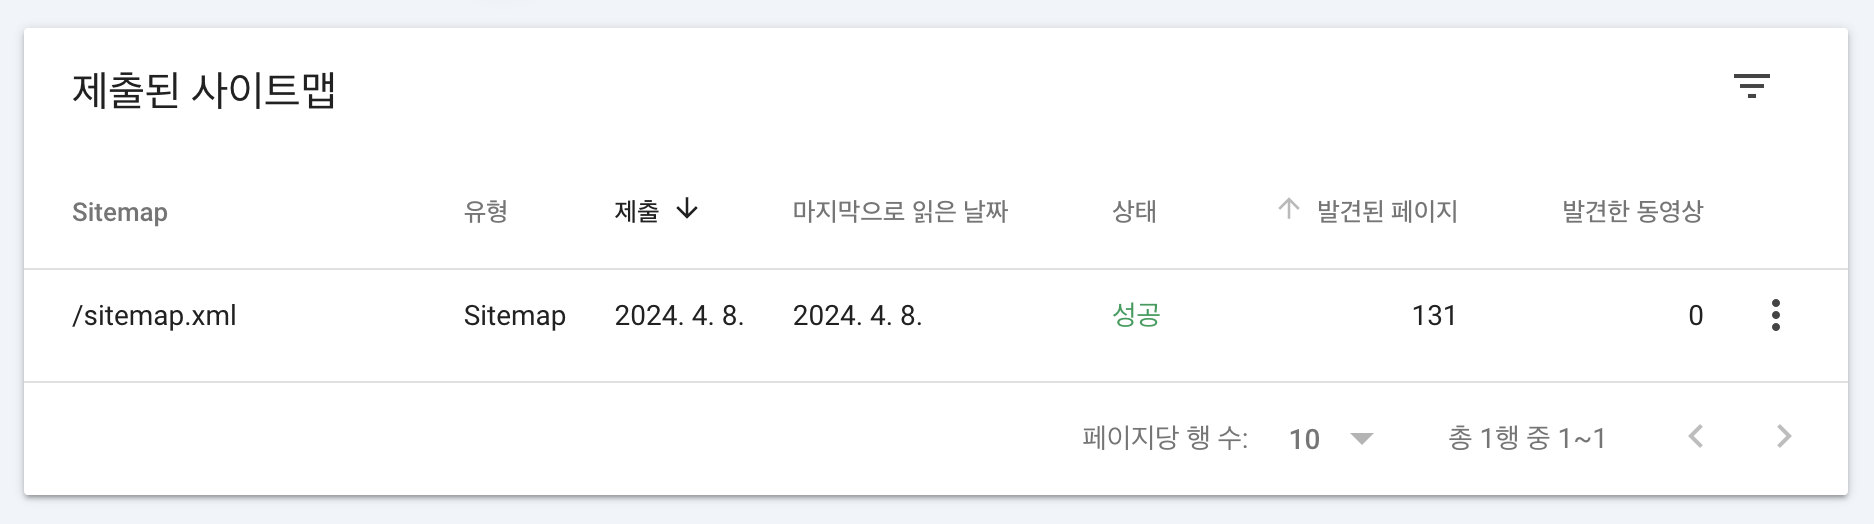 제출된 사이트맵
Sitemap 유형 제출 ↓ 마지막으로 읽은 날짜 상태 ↑ 발견된 페이지 발견한 동영상
/sitemap.xml Sitemap 2024. 4. 8. 2024. 4. 8. 성공 131 0
페이지당 행 수: 10 총 1행 중 1~1